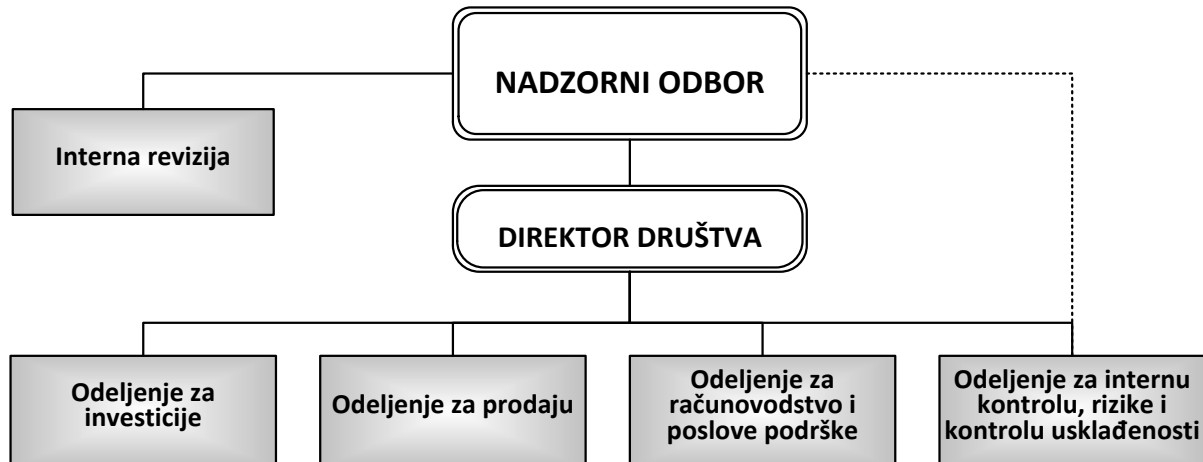 NADZORNI ODBOR
Interna revizija
DIREKTOR DRUŠTVA
Odeljenje za
investicije
Odeljenje za prodaju
Odeljenje za
računovodstvo i
poslove podrške
Odeljenje za internu
kontrolu, rizike i
kontrolu usklađenosti